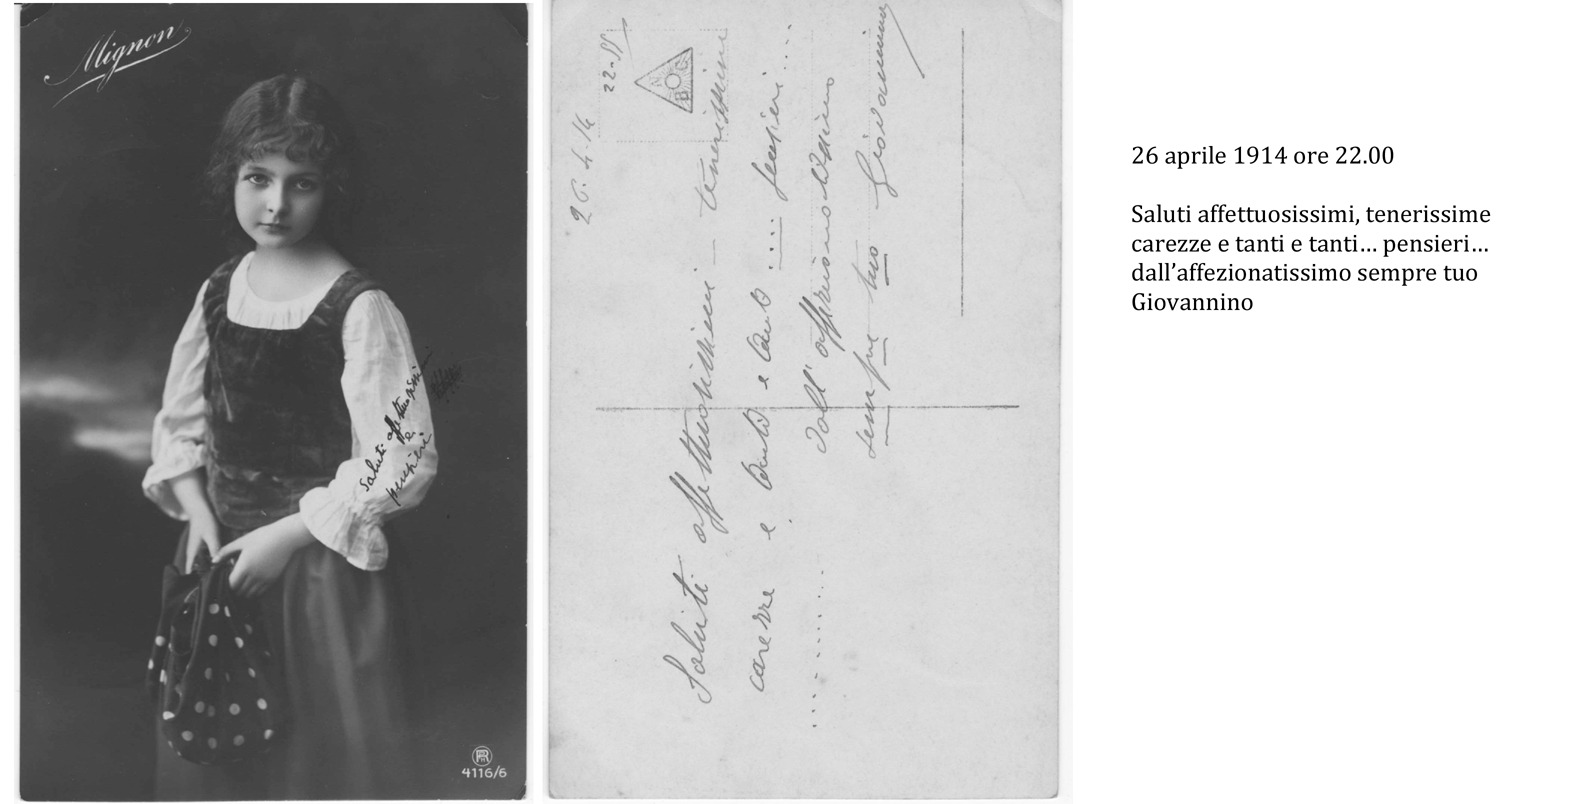 Mignon
Saluti affettuosissimi
e
pensieri
4116/6
26.4.14
N G
B
Saluti affettuosissimi – tenerissime
carezze e tanti e tanti .... pensieri ....
dall'affezionatissimo
sempre tuo Giovannino
26 aprile 1914 ore 22.00
Saluti affettuosissimi, tenerissime
carezze e tanti e tanti… pensieri…
dall’affezionatissimo sempre tuo
Giovannino